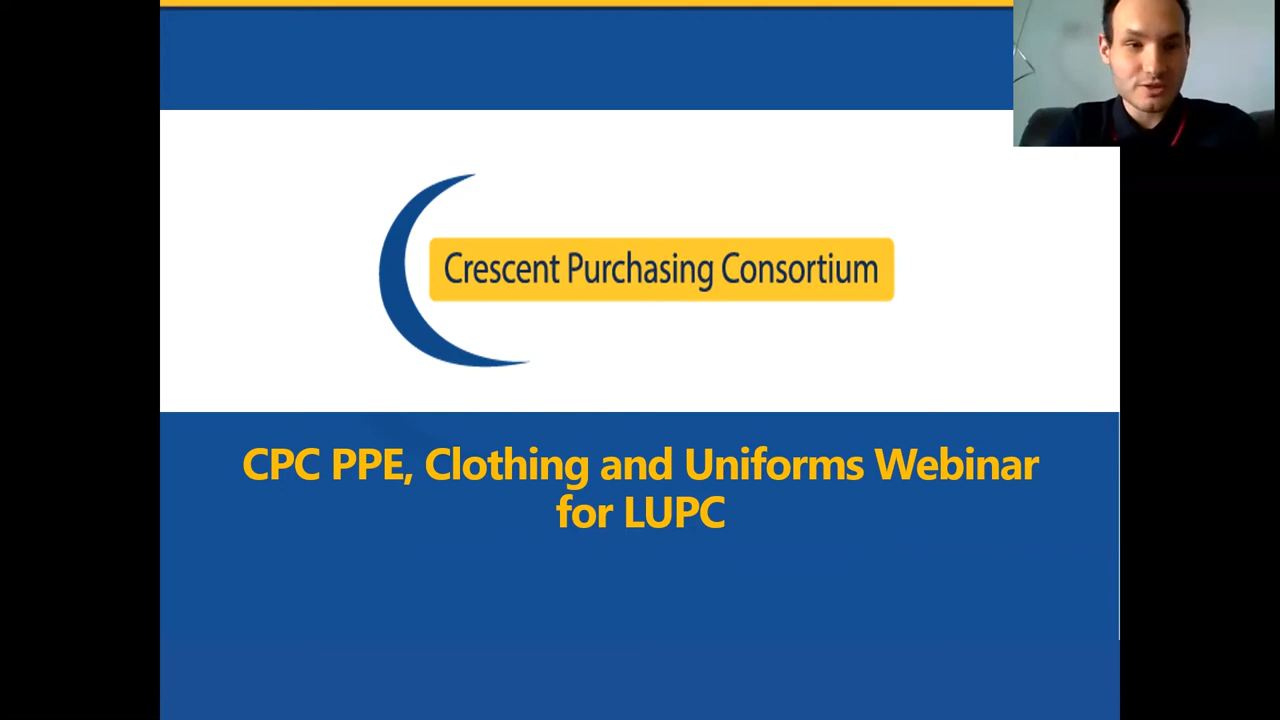 Crescent Purchasing Consortium
CPC PPE, Clothing and Uniforms Webinar
for LUPC